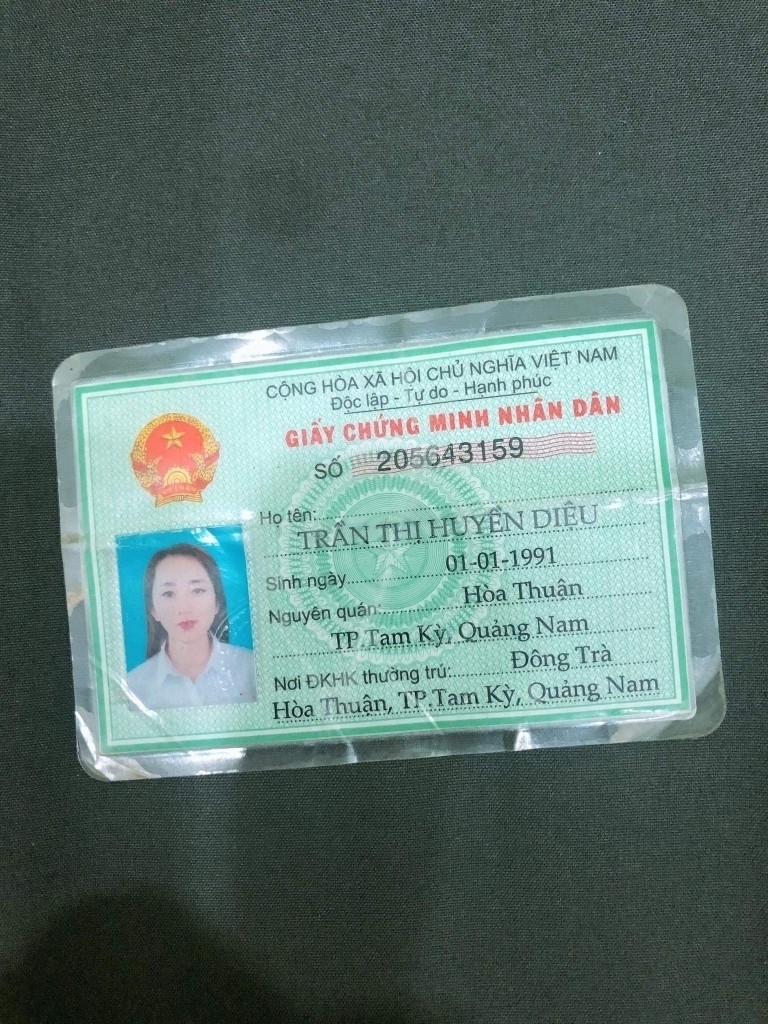 CỘNG HÒA XÃ HỘI CHỦ NGHĨA VIỆT NAM
Độc lập - Tự do - Hạnh phúc
GIẤY CHỨNG MINH NHÂN DÂN
SỐ 205643159
Họ tên:
TRẦN THI HUYỀN DIỆU
Sinh ngày 01-01-1991
Nguyên quán: Hòa Thuận
TP.Tam Kỳ, Quảng Nam
Nơi ĐKHK thường trú: Đông Trà
Hòa Thuận, TP.Tam Kỳ, Quảng Nam